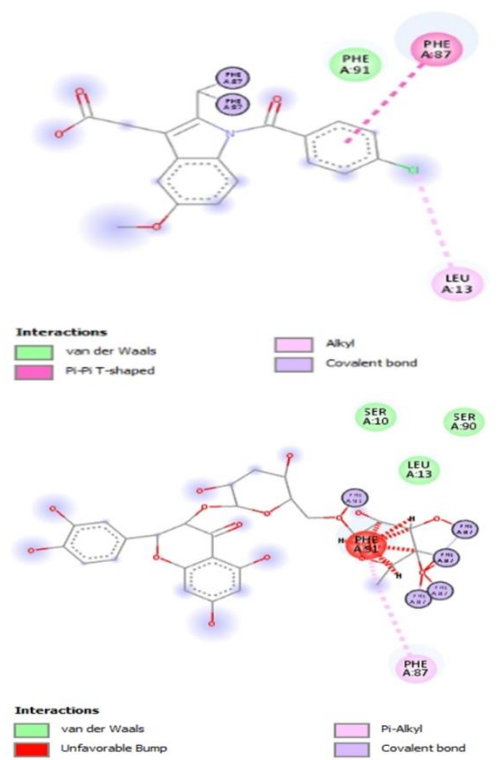 PHE
A:87
PHE
A:91
PHE
A:87
PHE
A:87
O
O
N
O
Cl
O
LEU
A:13
Interactions
van der Waals
Pi-Pi T-shaped
Alkyl
Covalent bond
SER
A:10
SER
A:90
LEU
A:13
PHE
A:91
H
H
H
PHE
A:87
Interactions
van der Waals
Unfavorable Bump
Pi-Alkyl
Covalent bond